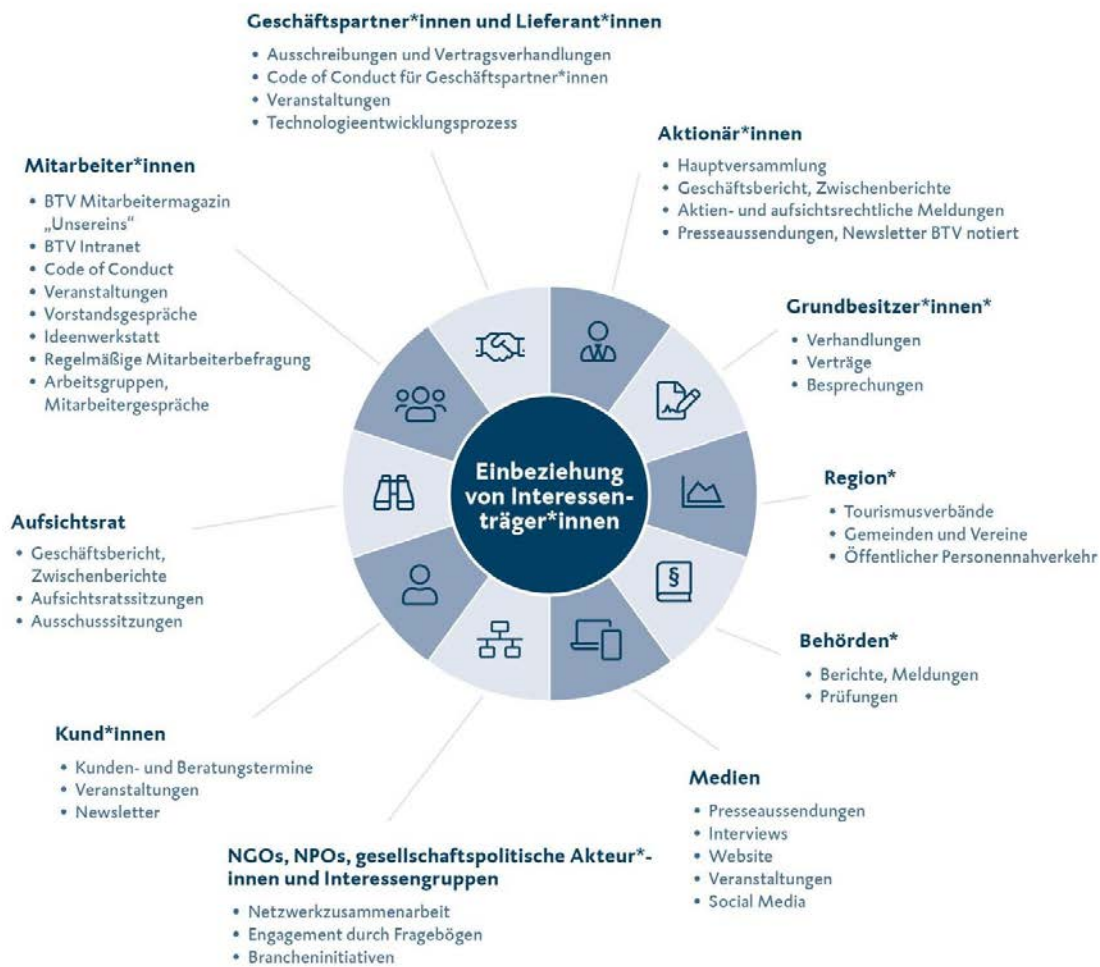 Geschäftspartner*innen und Lieferant*innen
• Ausschreibungen und Vertragsverhandlungen
• Code of Conduct für Geschäftspartner*innen
• Veranstaltungen
• Technologieentwicklungsprozess
Aktionär*innen
• Hauptversammlung
• Geschäftsbericht, Zwischenberichte
• Aktien- und aufsichtsrechtliche Meldungen
• Presseaussendungen, Newsletter BTV notiert
Grundbesitzer*innen*
• Verhandlungen
• Verträge
• Besprechungen
Region*
• Tourismusverbände
• Gemeinden und Vereine
• Öffentlicher Personennahverkehr
Behörden*
• Berichte, Meldungen
• Prüfungen
Medien
• Presseaussendungen
• Interviews
• Website
• Veranstaltungen
• Social Media
NGOs, NPOs, gesellschaftspolitische Akteur*-
innen und Interessengruppen
• Netzwerkzusammenarbeit
• Engagement durch Fragebögen
• Brancheninitiativen
Kund*innen
• Kunden- und Beratungstermine
• Veranstaltungen
• Newsletter
Aufsichtsrat
• Geschäftsbericht,
Zwischenberichte
• Aufsichtsratssitzungen
• Ausschusssitzungen
Mitarbeiter*innen
• BTV Mitarbeitermagazin
„Unsereins“
• BTV Intranet
• Code of Conduct
• Veranstaltungen
• Vorstandsgespräche
• Ideenwerkstatt
• Regelmäßige Mitarbeiterbefragung
• Arbeitsgruppen,
Mitarbeitergespräche
Einbeziehung
von Interessen-
träger*innen
§